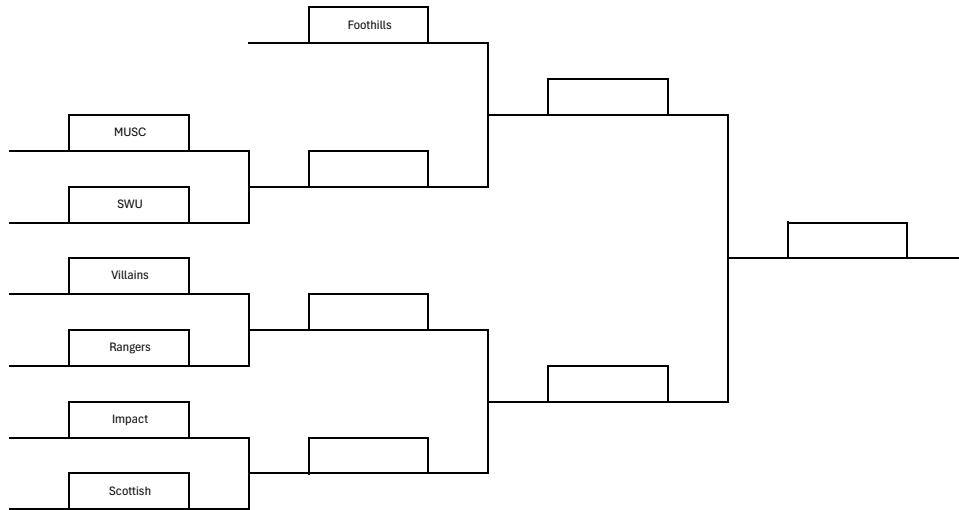 Foothills
MUSC
SWU
Villains
Rangers
Impact
Scottish